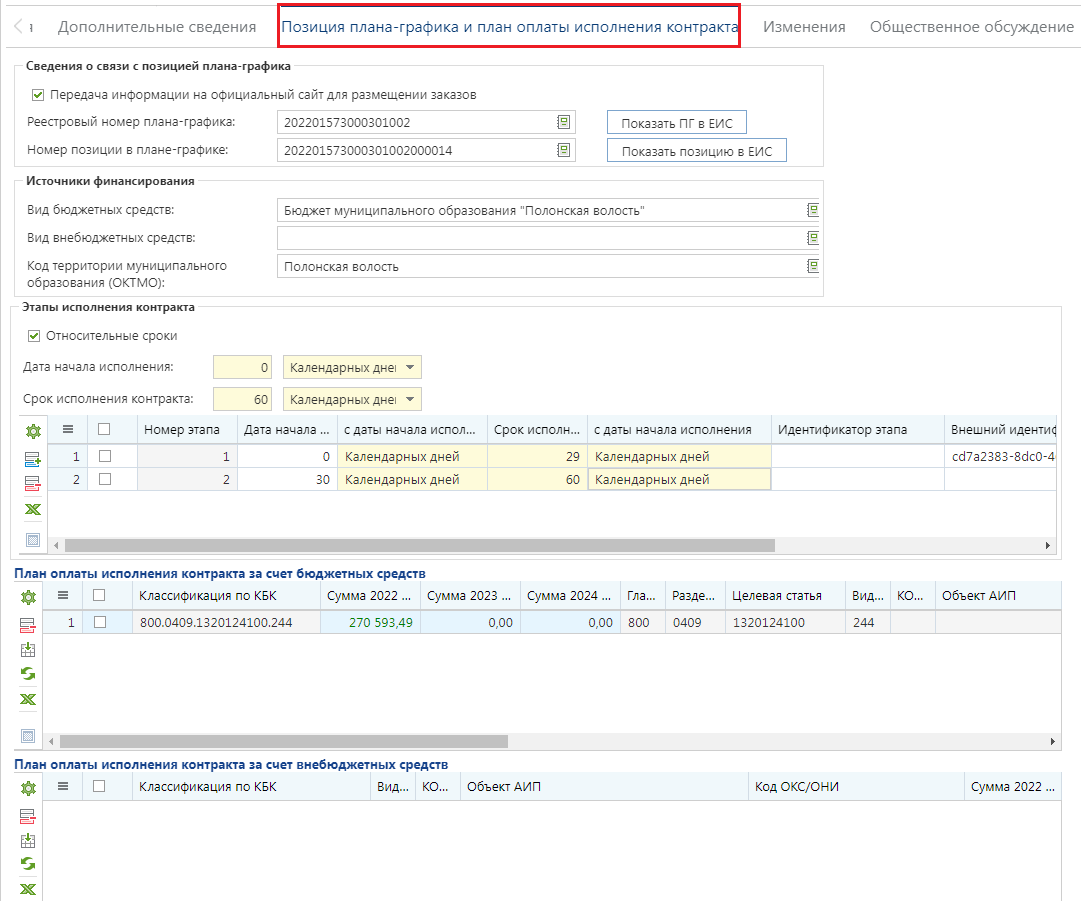 я Дополнительные сведения Позиция плана-графика и план оплаты исполнения контракта Изменения Общественное обсуждение
Сведения о связи с позицией плана-графика
Передача информации на официальный сайт для размещении заказов
Реестровый номер плана-графика: 202201573000301002 Показать ПГ в ЕИС
Номер позиции в плане-графике: 202201573000301002000014 Показать позицию в ЕИС
Источники финансирования
Вид бюджетных средств: Бюджет муниципального образования "Полонская волость"
Вид внебюджетных средств:
Код территории муниципального Полонская волость
образования (ОКТМО):
Этапы исполнения контракта
Относительные сроки
Дата начала исполнения: 0 Календарных дне
Срок исполнения контракта: 60 Календарных дне
Номер этапа Дата начала ... с даты начала испол... Срок исполн... с даты начала исполнения Идентификатор этапа Внешний идентиф
1 1 0 Календарных дней 29 Календарных дней cd7a2383-8dc0-4
2 2 30 Календарных дней 60 Календарных дней
План оплаты исполнения контракта за счет бюджетных средств
Классификация по КБК Сумма 2022 ... Сумма 2023 ... Сумма 2024 ... Гла... Разде... Целевая статья Вид... КО... Объект АИП
1 800.0409.1320124100.244 270 593,49 0,00 0,00 800 0409 1320124100 244
План оплаты исполнения контракта за счет внебюджетных средств
Классификация по КБК Вид... КО... Объект АИП Код ОКС/ОНИ Сумма 2022 ...